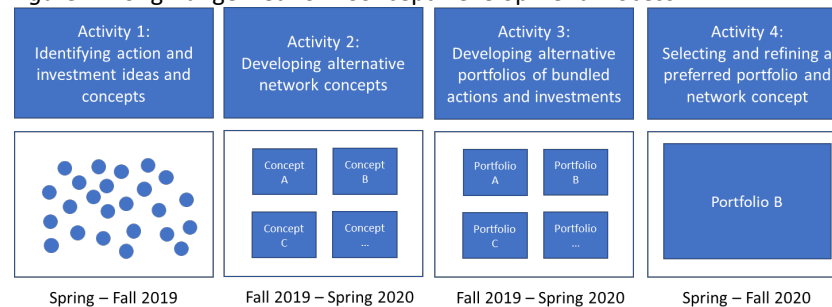 Activity 1:
Identifying action and
investment ideas and
concepts
Activity 2:
Developing alternative
network concepts
Activity 3:
Developing alternative
portfolios of bundled
actions and investments
Activity 4:
Selecting and refining a
preferred portfolio and
network concept
Concept
A
Concept
B
Concept
C
Concept
...
Portfolio
A
Portfolio
B
Portfolio
C
Portfolio
...
Portfolio B
Spring – Fall 2019
Fall 2019 – Spring 2020
Fall 2019 – Spring 2020
Spring – Fall 2020